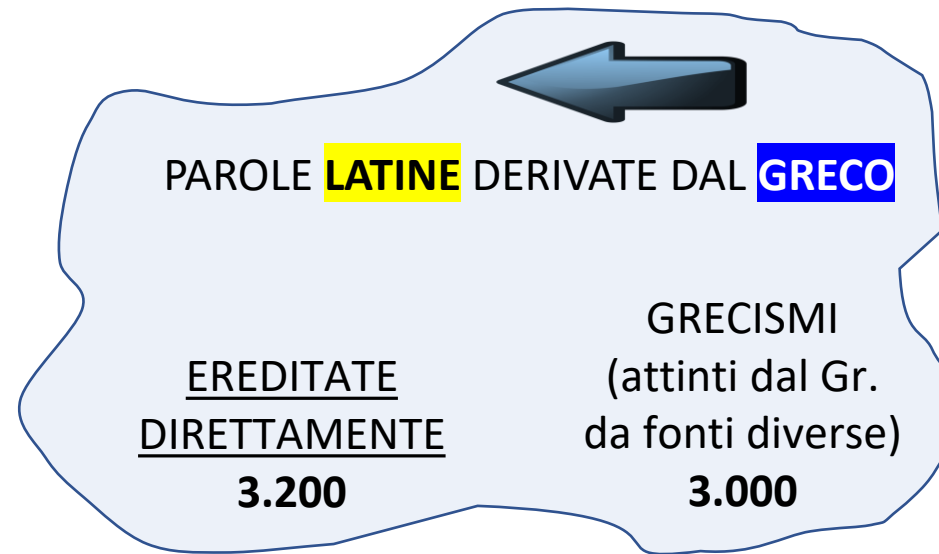 PAROLE LATINE DERIVATE DAL GRECO
EREDITATE
DIRETTAMENTE
3.200
GRECISMI
(attinti dal Gr.
da fonti diverse)
3.000